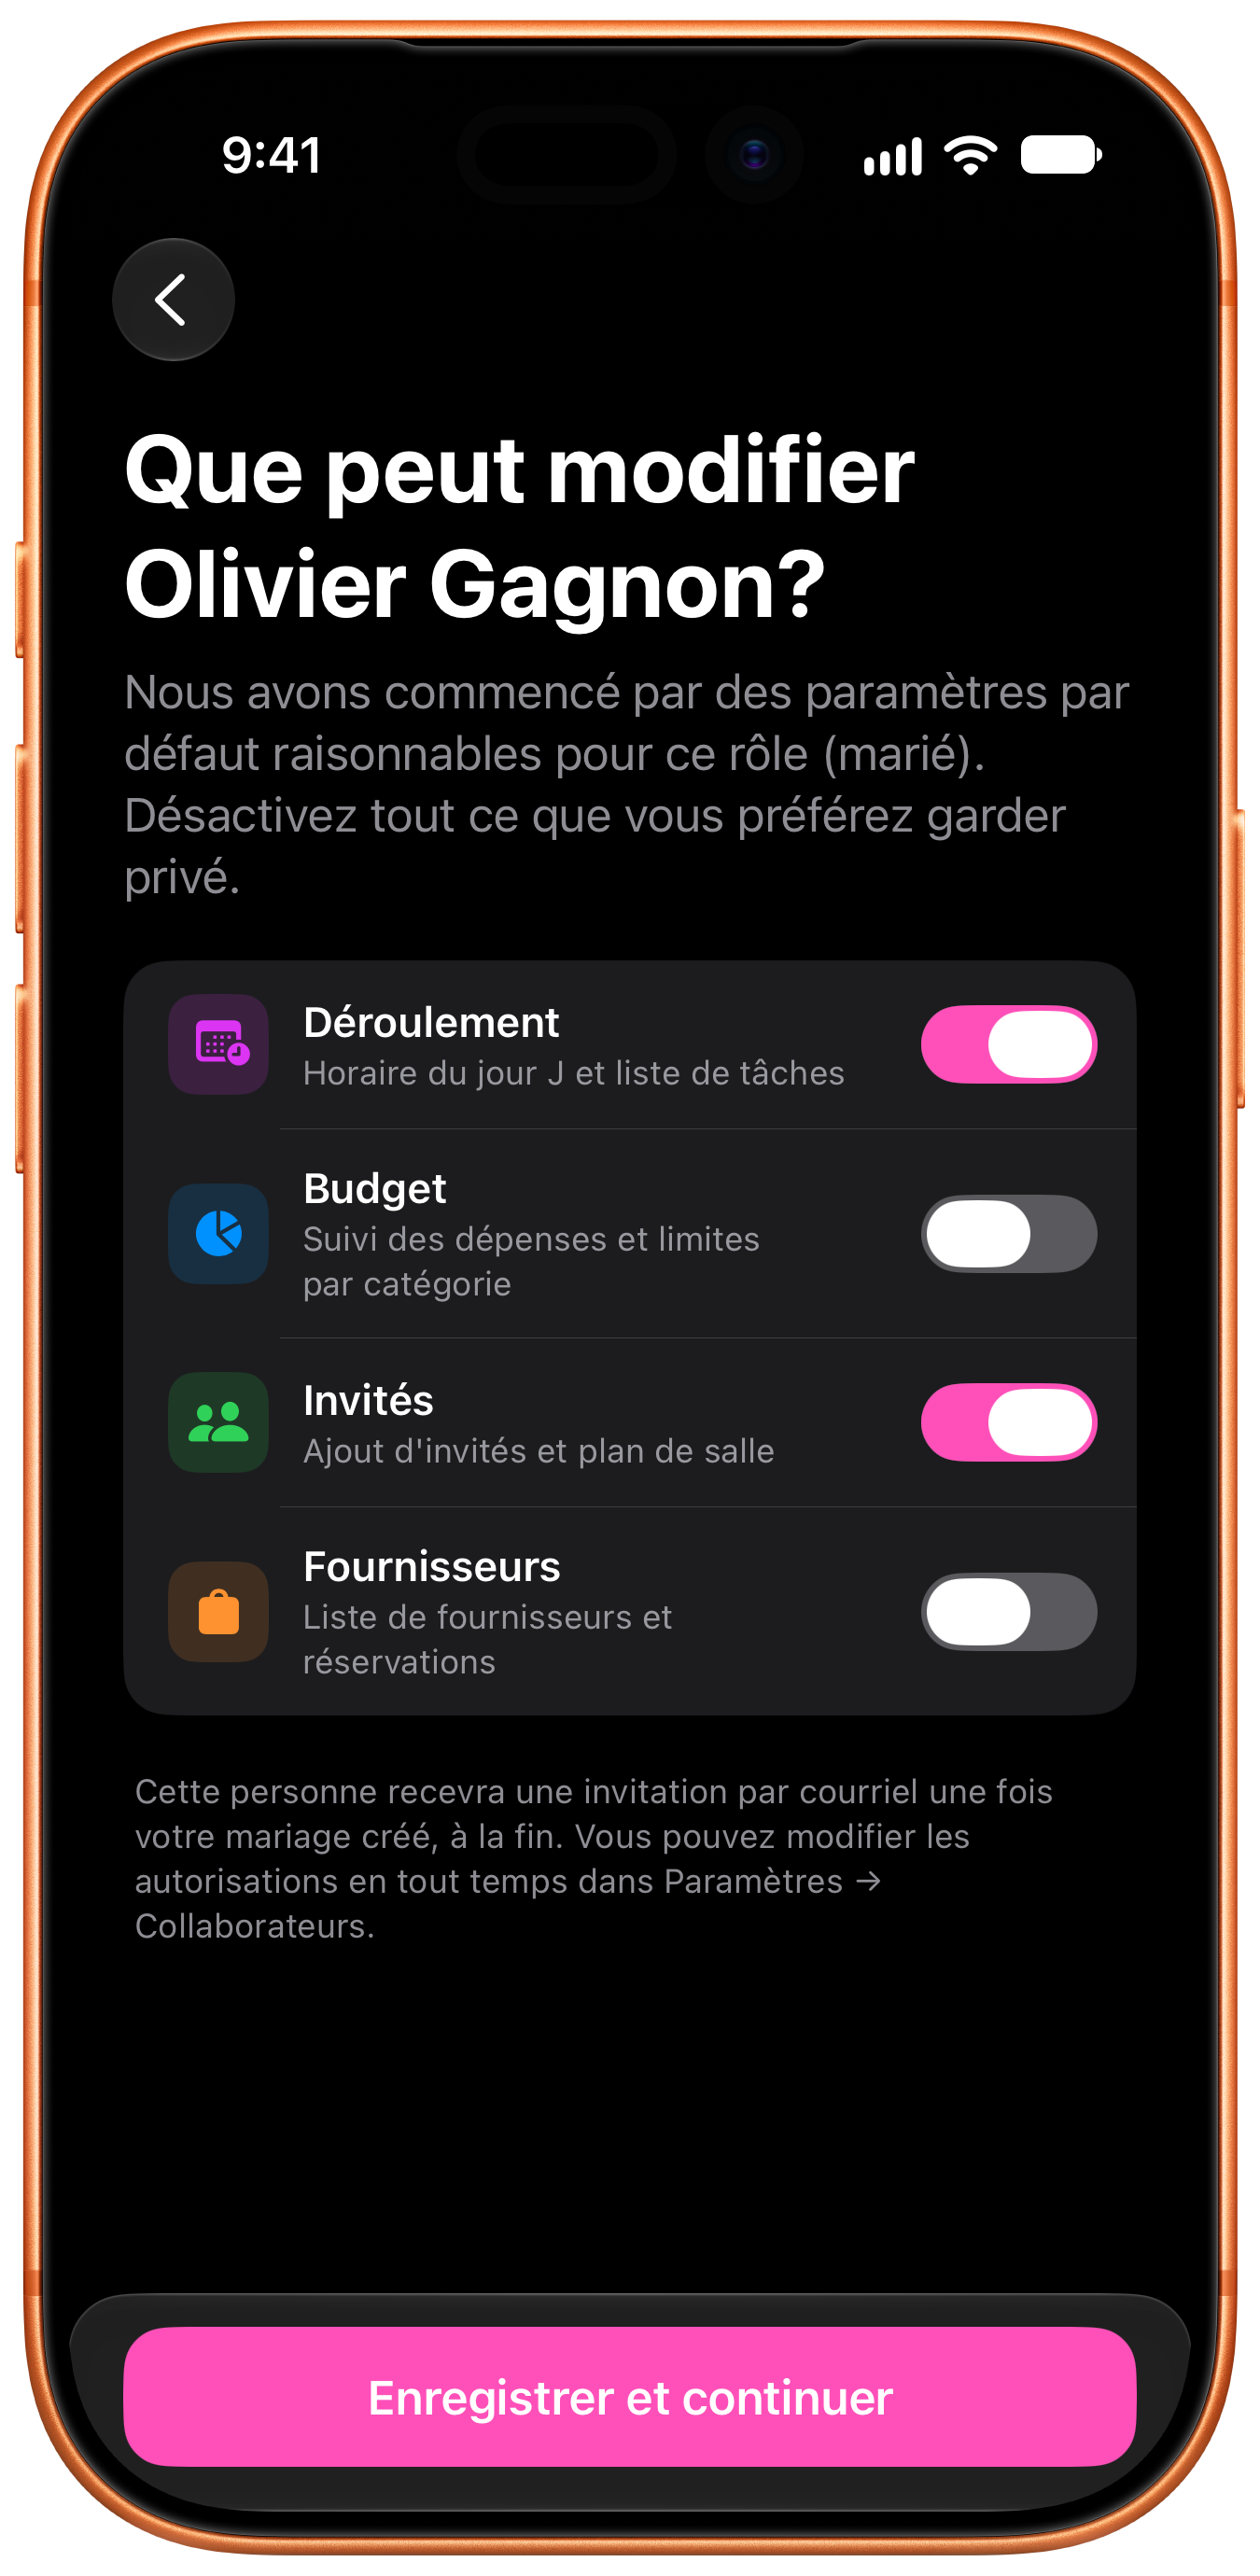 9:41
Que peut modifier
Olivier Gagnon?
Nous avons commencé par des paramètres par
défaut raisonnables pour ce rôle (marié).
Désactivez tout ce que vous préférez garder
privé.
Déroulement
Horaire du jour J et liste de tâches
Budget
Suivi des dépenses et limites
par catégorie
Invités
Ajout d'invités et plan de salle
Fournisseurs
Liste de fournisseurs et
réservations
Cette personne recevra une invitation par courriel une fois
votre mariage créé, à la fin. Vous pouvez modifier les
autorisations en tout temps dans Paramètres →
Collaborateurs.
Enregistrer et continuer